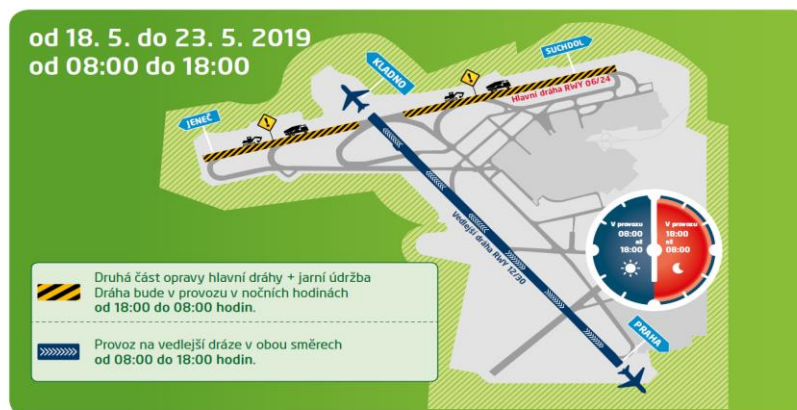 od 18. 5. do 23. 5. 2019
od 08:00 do 18:00
KLADNO
SUCHDOL
Hlavní dráha RWY 06/24
JENEČ
Vedlejší dráha RWY 12/30
V provozu
08:00
až
18:00
V provozu
18:00
až
08:00
PRAHA
Druhá část opravy hlavní dráhy + jarní údržba
Dráha bude v provozu v nočních hodinách
od 18:00 do 08:00 hodin.
Provoz na vedlejší dráze v obou směrech
od 08:00 do 18:00 hodin.